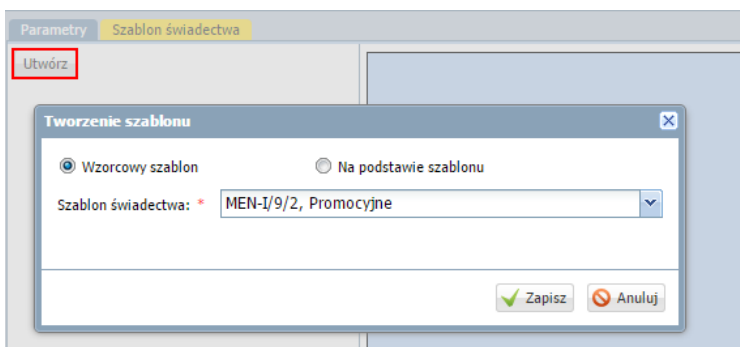 Parametry Szablon świadectwa
Utwórz
Tworzenie szablonu
Wzorcowy szablon Na podstawie szablonu
Szablon świadectwa: * MEN-I/9/2, Promocyjne
Zapisz Anuluj